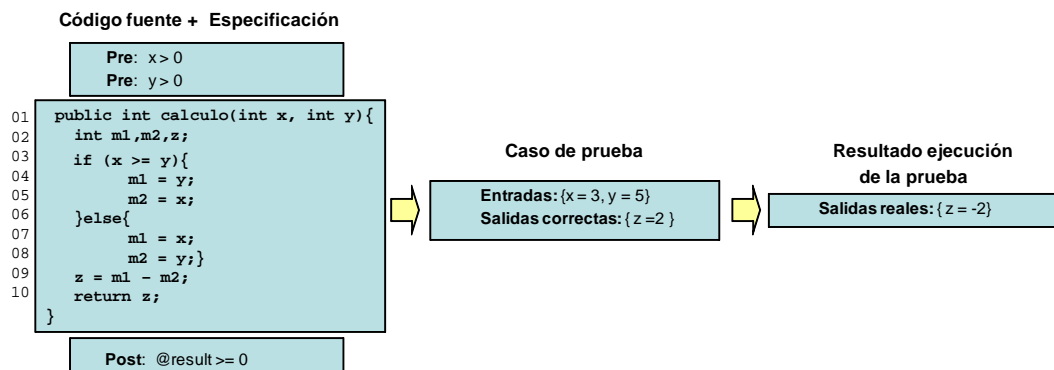 Código fuente + Especificación
Pre: x > 0
Pre: y > 0
01 public int calculo(int x, int y){
02 int m1,m2,z;
03 if (x >= y){
04 m1 = y;
05 m2 = x;
06 }else{
07 m1 = x;
08 m2 = y;}
09 z = m1 – m2;
10 return z;
}
Post: @result >= 0
Caso de prueba
Entradas: {x = 3, y = 5}
Salidas correctas: { z =2 }
Resultado ejecución
de la prueba
Salidas reales: { z = -2}